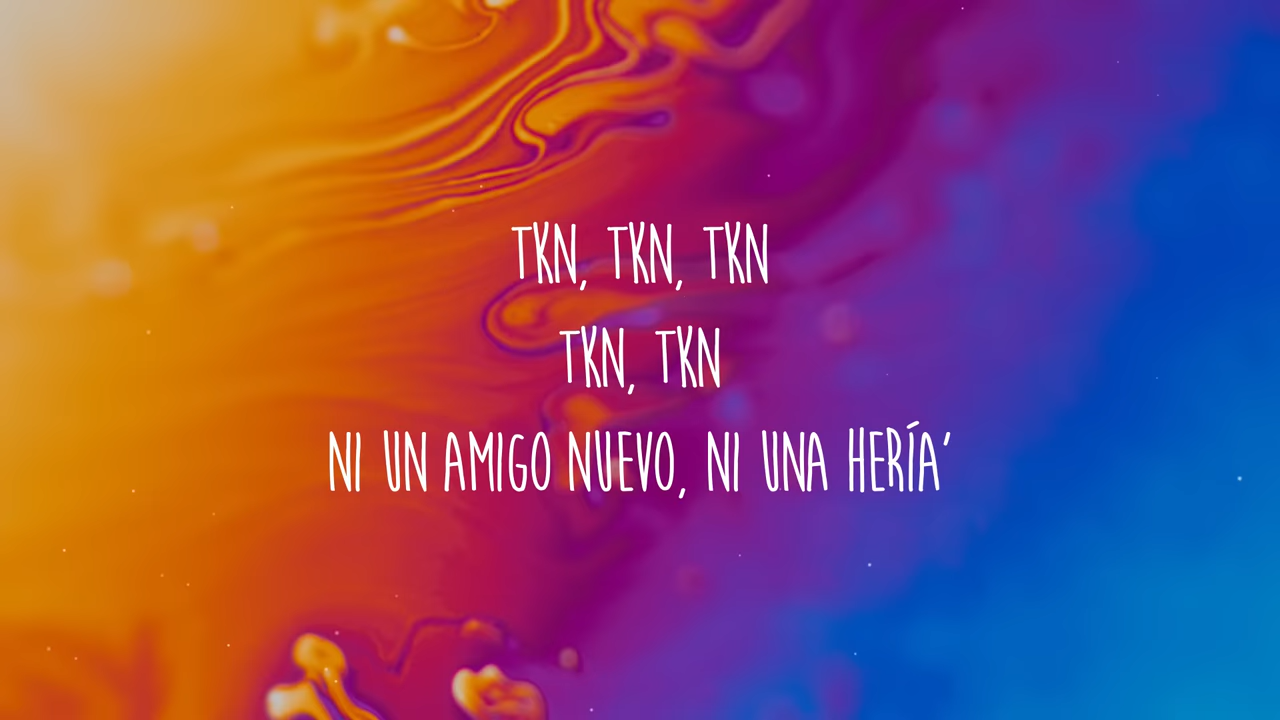 TKN, TKN, TKN
TKN, TKN
NI UN AMIGO NUEVO, NI UNA HERÍA'